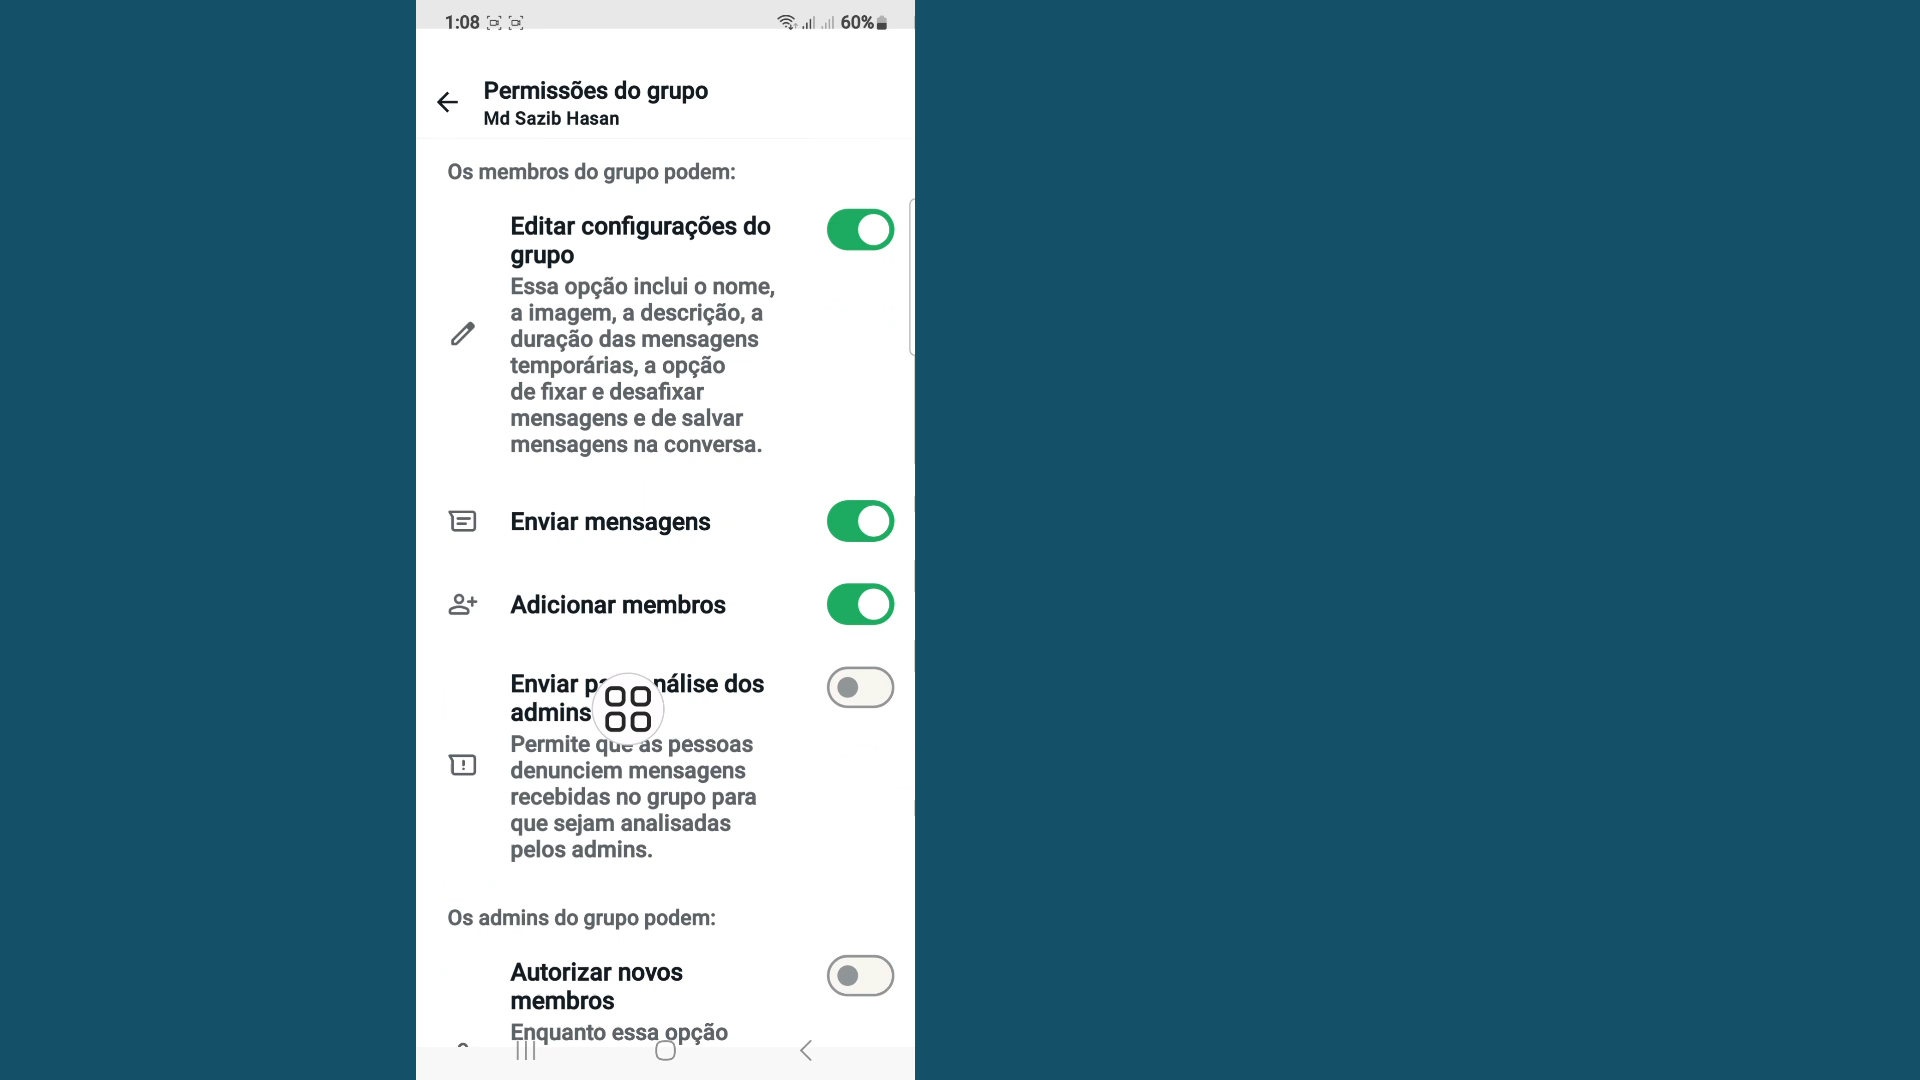 1:08
60%
Permissões do grupo
Md Sazib Hasan
Os membros do grupo podem:
Editar configurações do
grupo
Essa opção inclui o nome,
a imagem, a descrição, a
duração das mensagens
temporárias, a opção
de fixar e desafixar
mensagens e de salvar
mensagens na conversa.
Enviar mensagens
Adicionar membros
Enviar análise dos
admins
Permite que as pessoas
denunciem mensagens
recebidas no grupo para
que sejam analisadas
pelos admins.
Os admins do grupo podem:
Autorizar novos
membros
Enquanto essa opção